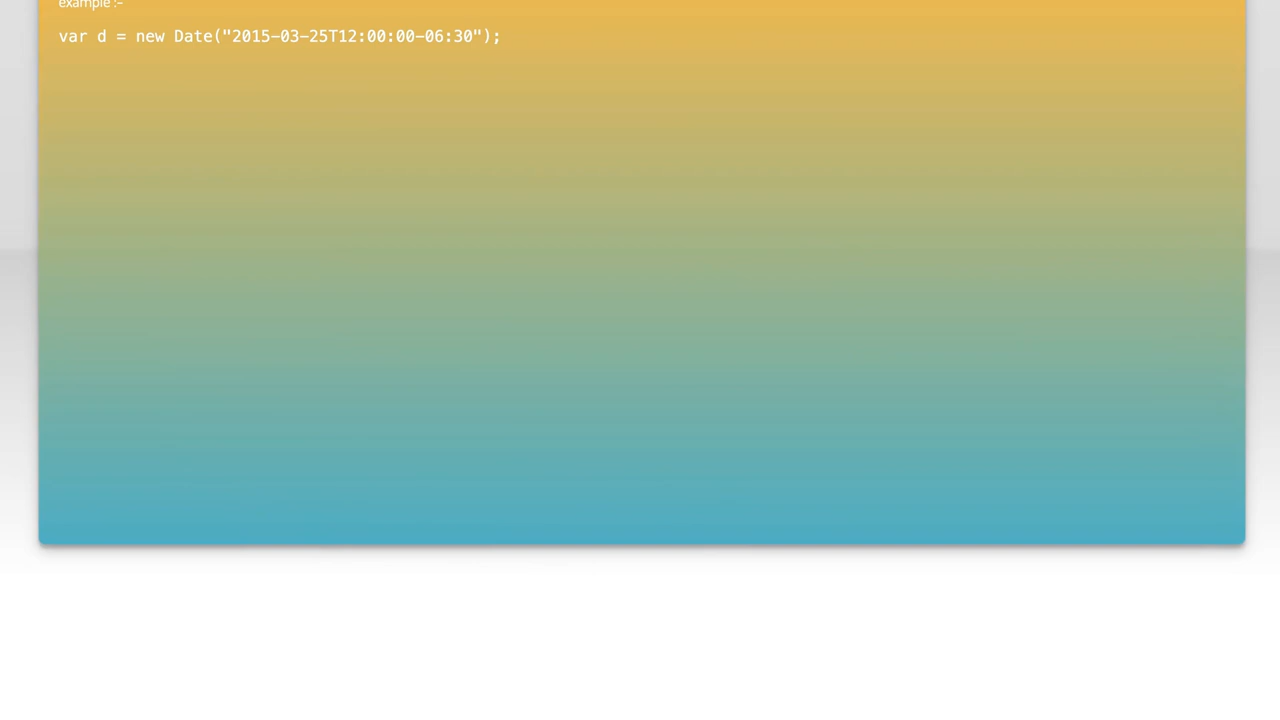 example :-
var d = new Date("2015-03-25T12:00:00-06:30");